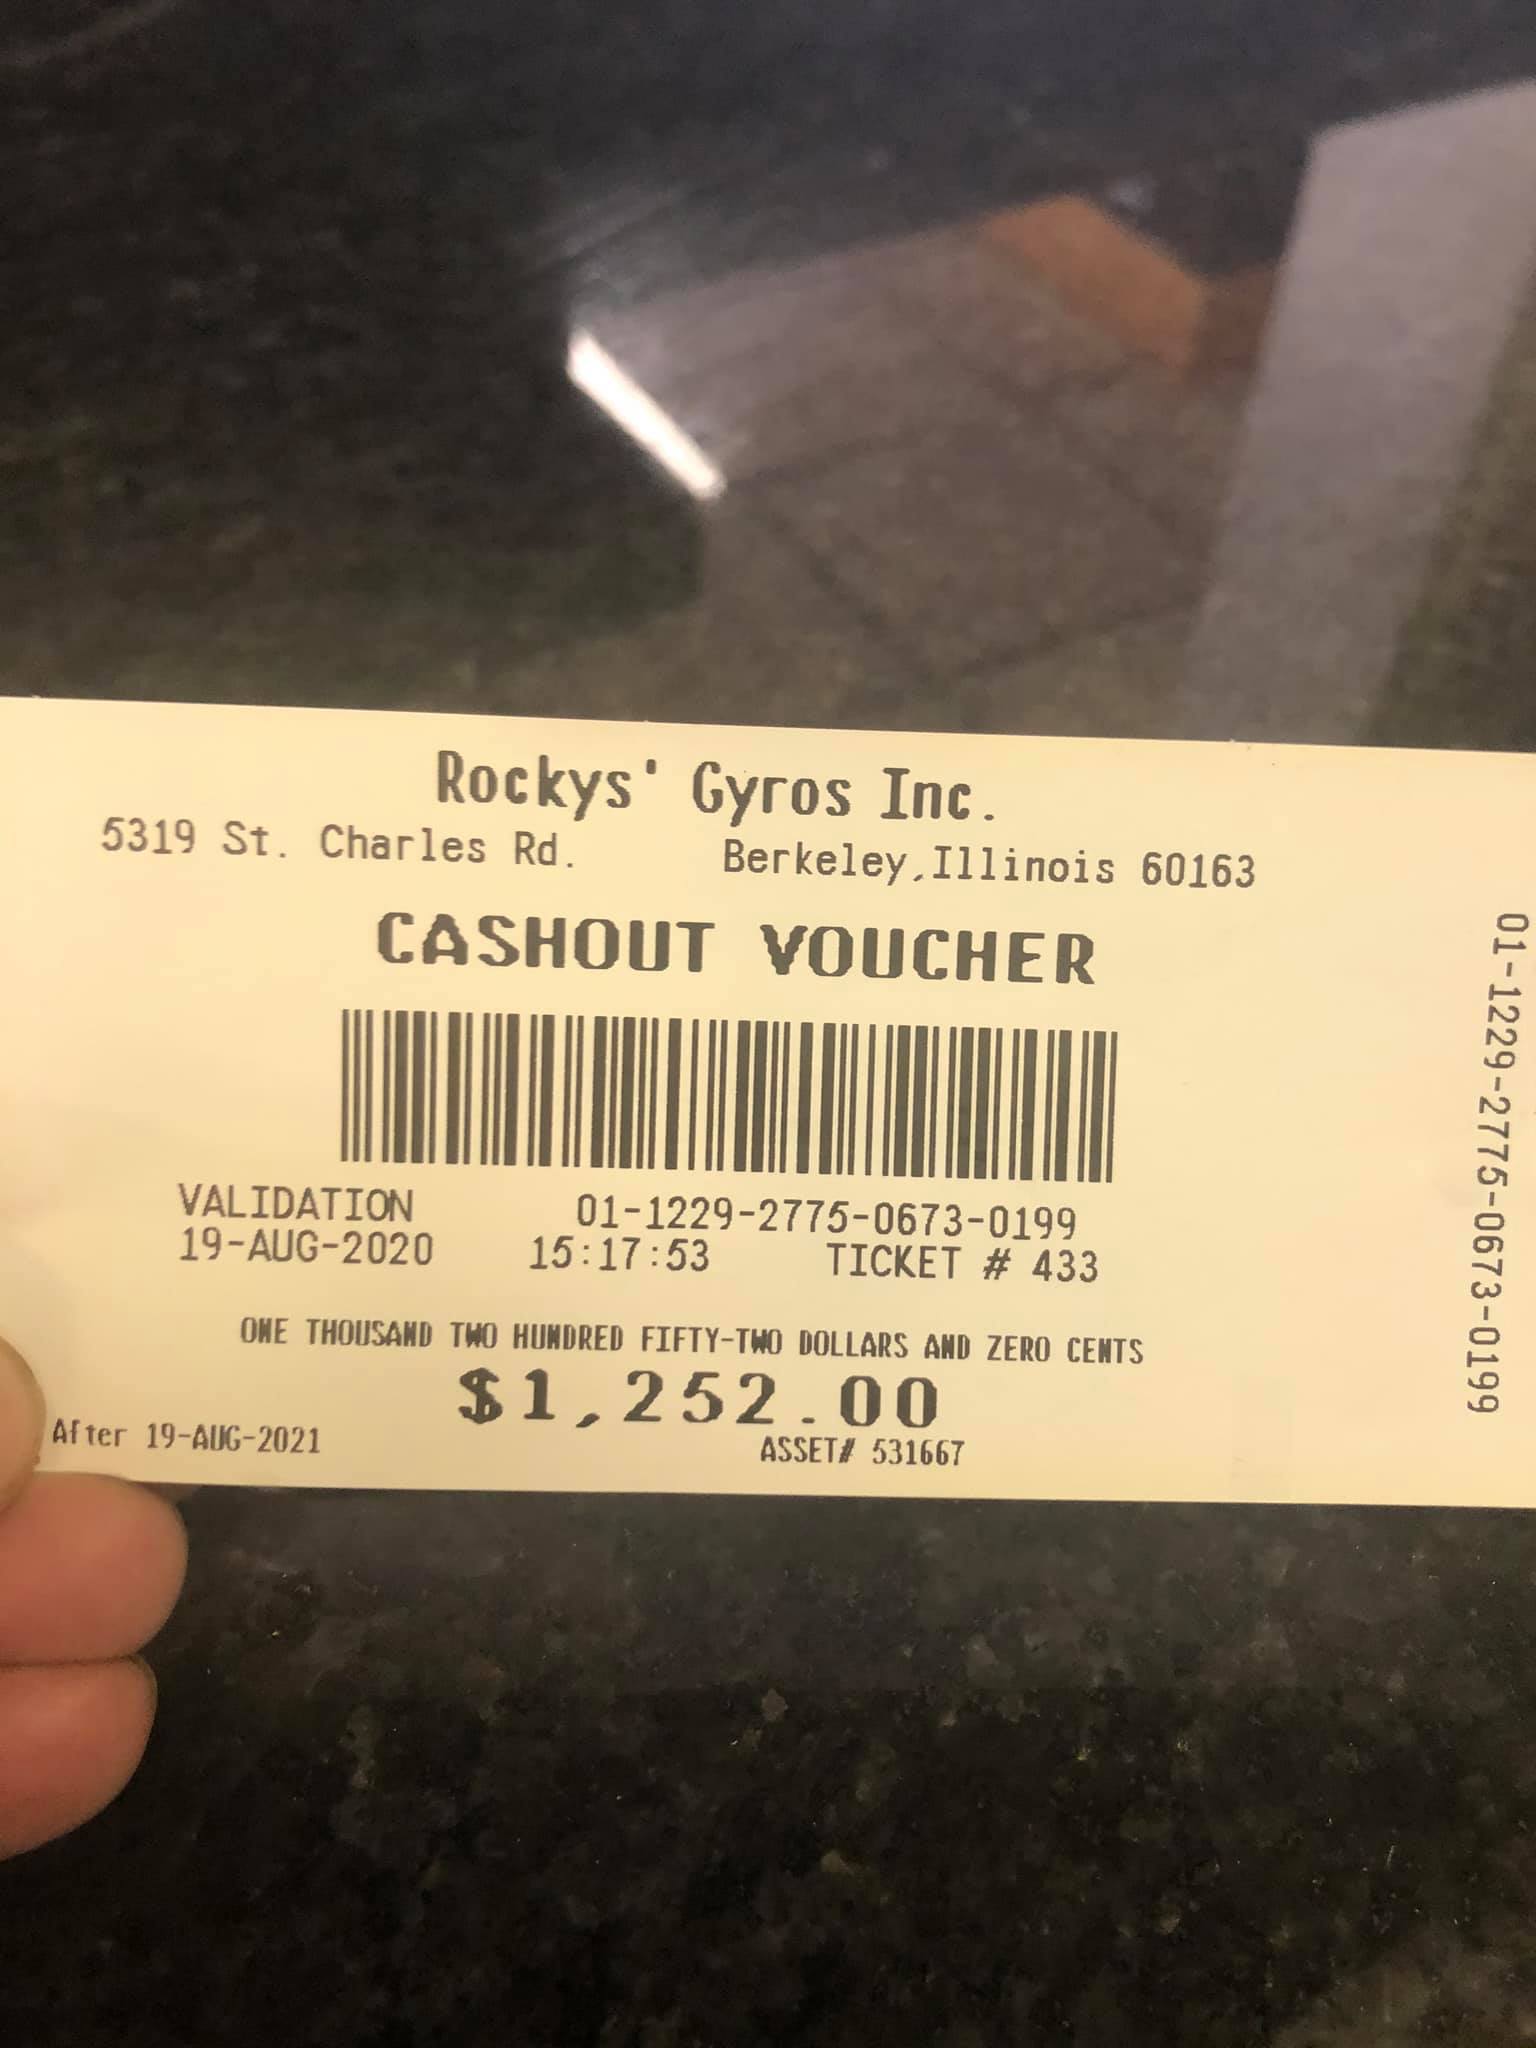 Rockys' Gyros Inc.
5319 St. Charles Rd. Berkeley,Illinois 60163
CASHOUT VOUCHER
VALIDATION 01-1229-2775-0673-0199
19-AUG-2020 15:17:53 TICKET # 433
ONE THOUSAND TWO HUNDRED FIFTY-TWO DOLLARS AND ZERO CENTS
$1,252.00
After 19-AUG-2021 ASSET# 531667
01-1229-2775-0673-0199